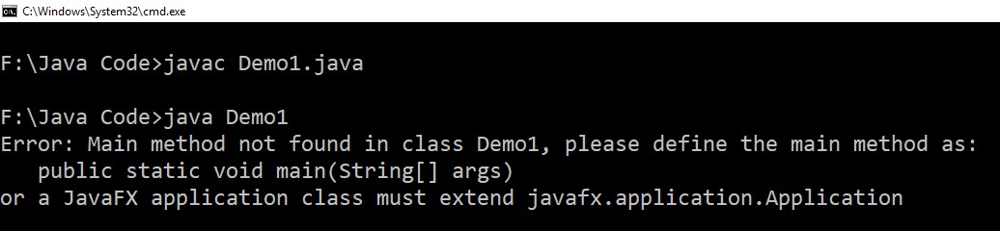 C:\Windows\System32\cmd.exe
F:\Java Code>javac Demo1.java
F:\Java Code>java Demo1
Error: Main method not found in class Demo1, please define the main method as:
   public static void main(String[] args)
or a JavaFX application class must extend javafx.application.Application